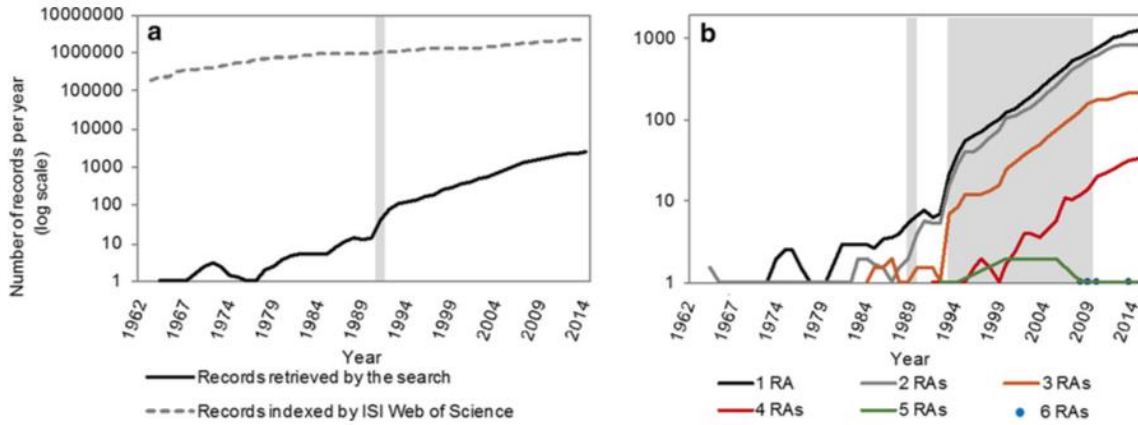 a
Number of records per year
(log scale)
10000000
10000000
100000
100000
10000
1000
100
10
1
1962
1967
1974
1979
1984
1989
1994
1999
2004
2009
2014
Year
Records retrieved by the search
Records indexed by ISI Web of Science
b
1000
100
10
1
1962
1967
1974
1979
1984
1989
1994
1999
2004
2009
2014
Year
1 RA
2 RAs
3 RAs
4 RAs
5 RAs
6 RAs